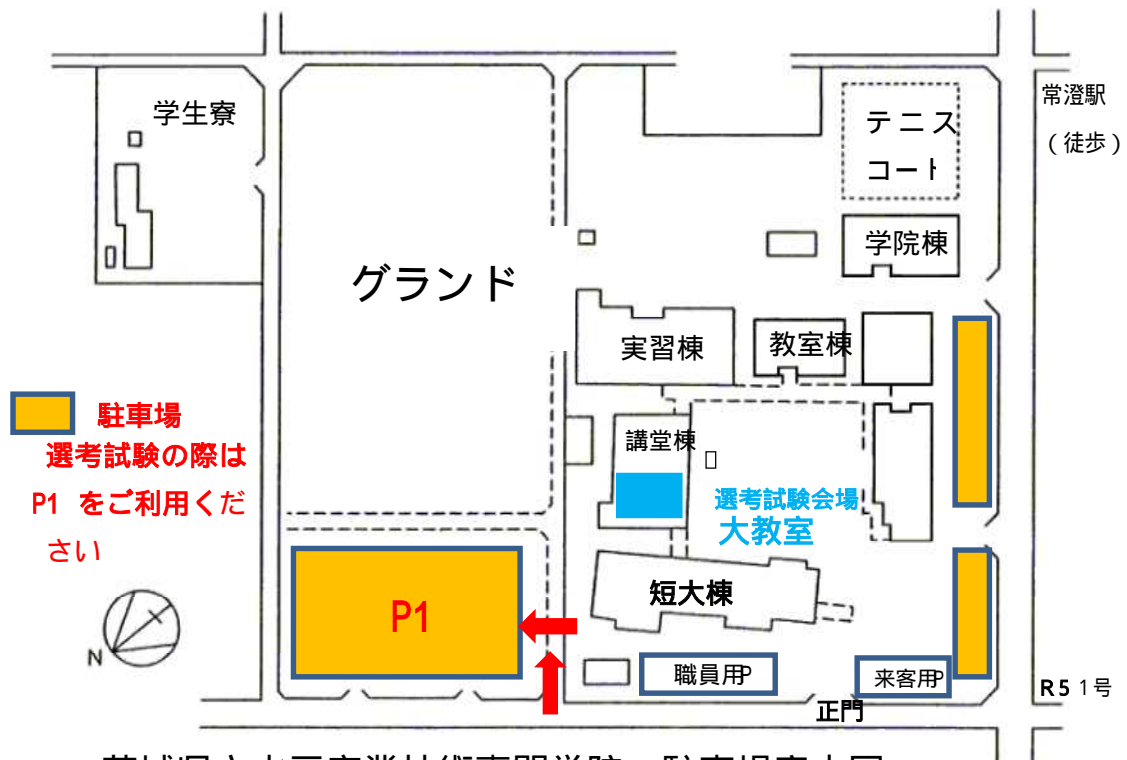 学生寮
テニス
コート
常澄駅
(徒歩)
学院棟
グランド
実習棟
教室棟
駐車場
選考試験の際は
P1 をご利用くだ
さい
講堂棟
選考試験会場
大教室
P1
短大棟
N
職員用P
来客用P
正門
R51号